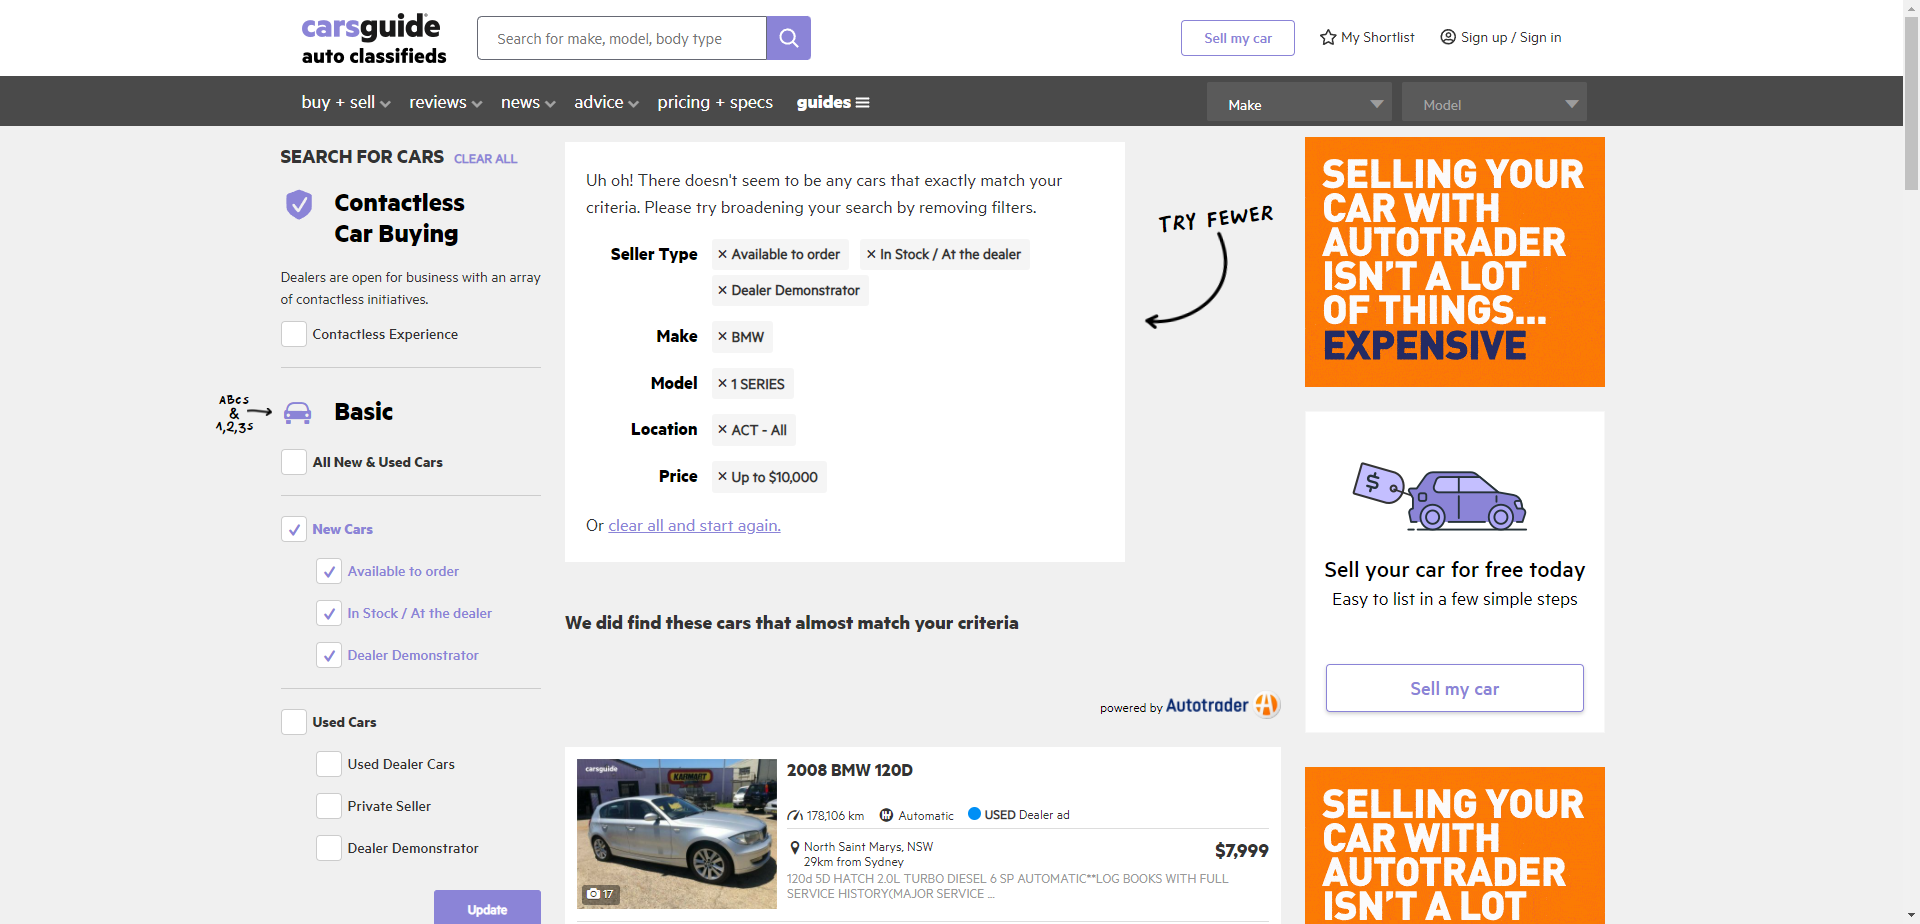 carsguide
auto classifieds
Search for make, model, body type
Sell my car
My Shortlist
Sign up / Sign in
buy + sell
reviews
news
advice
pricing + specs
guides
Make
Model
SEARCH FOR CARS CLEAR ALL
Contactless
Car Buying
Dealers are open for business with an array
of contactless initiatives.
Contactless Experience
ABCs
&
1,2,3s
Basic
All New & Used Cars
New Cars
Available to order
In Stock / At the dealer
Dealer Demonstrator
Used Cars
Used Dealer Cars
Private Seller
Dealer Demonstrator
Update
Uh oh! There doesn't seem to be any cars that exactly match your
criteria. Please try broadening your search by removing filters.
Seller Type × Available to order × In Stock / At the dealer
× Dealer Demonstrator
Make × BMW
Model × 1 SERIES
Location × ACT - All
Price × Up to $10,000
Or clear all and start again.
TRY FEWER
We did find these cars that almost match your criteria
powered by Autotrader
carsguide
KARMART
17
2008 BMW 120D
178,106 km Automatic USED Dealer ad
North Saint Marys, NSW
29km from Sydney
$7,999
120d 5D HATCH 2.0L TURBO DIESEL 6 SP AUTOMATIC**LOG BOOKS WITH FULL
SERVICE HISTORY(MAJOR SERVICE ...
SELLING YOUR
CAR WITH
AUTOTRADER
ISN'T A LOT
OF THINGS...
EXPENSIVE
$
Sell your car for free today
Easy to list in a few simple steps
Sell my car
SELLING YOUR
CAR WITH
AUTOTRADER
ISN'T A LOT